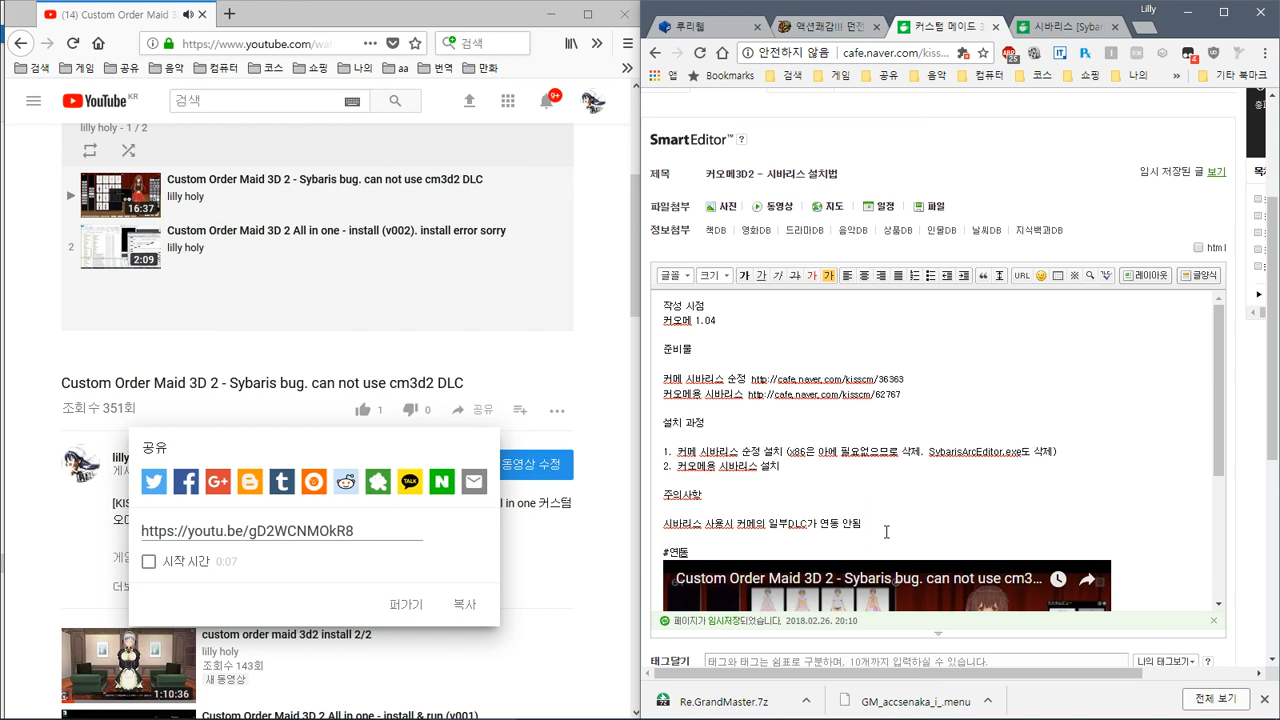 (14) Custom Order Maid 3D
https://www.youtube.com/wat
검색
검색 게임 공유 음악 컴퓨터 코스 쇼핑 나의 aa 번역 만화
YouTube KR
검색
9+
lilly holy - 1 / 2
Custom Order Maid 3D 2 - Sybaris bug. can not use cm3d2 DLC
lilly holy
16:37
2
Custom Order Maid 3D 2 All in one - install (v002). install error sorry
lilly holy
2:09
Custom Order Maid 3D 2 - Sybaris bug. can not use cm3d2 DLC
조회수 351회
1 0 공유
공유
동영상 수정
https://youtu.be/gD2WCNMOkR8
시작 시간 0:07
퍼가기 복사
custom order maid 3d2 install 2/2
lilly holy
조회수 143회
새 동영상
1:10:36
Custom Order Maid 3D 2 All in one - install & run (v001)
Lilly
루리웹
액션쾌감!!! 던전
커스텀 메이드 3
시바리스 [Sybar
안전하지 않음 cafe.naver.com/kiss
25
4
앱 Bookmarks 검색 게임 공유 음악 컴퓨터 코스 쇼핑 나의 기타 북마크
SmartEditor™ ?
제목 커오메3D2 - 시바리스 설치법 임시 저장된 글 보기
파일첨부 사진 동영상 지도 일정 파일
정보첨부 책DB 영화DB 드라마DB 음악DB 상품DB 인물DB 날씨DB 지식백과DB
html
글꼴 크기 가 가 가 가 가 가 URL 레이아웃 글양식
작성 시점
커오메 1.04
준비물
커메 시바리스 순정 http://cafe.naver.com/kisscm/36363
커오메용 시바리스 http://cafe.naver.com/kisscm/62767
설치 과정
1. 커메 시바리스 순정 설치 (x86은 아예 필요없으므로 삭제. SybarisArcEditor.exe도 삭제)
2. 커오메용 시바리스 설치
주의사항
시바리스 사용시 커메의 일부DLC가 연동 안됨
#연동
Custom Order Maid 3D 2 - Sybaris bug. can not use cm3...
페이지가 임시저장되었습니다. 2018.02.26. 20:10
태그달기 태그와 태그는 쉼표로 구분하며, 10개까지 입력하실 수 있습니다. 나의 태그보기
Re.GrandMaster.7z
GM_accsenaka_i_.menu
전체 보기